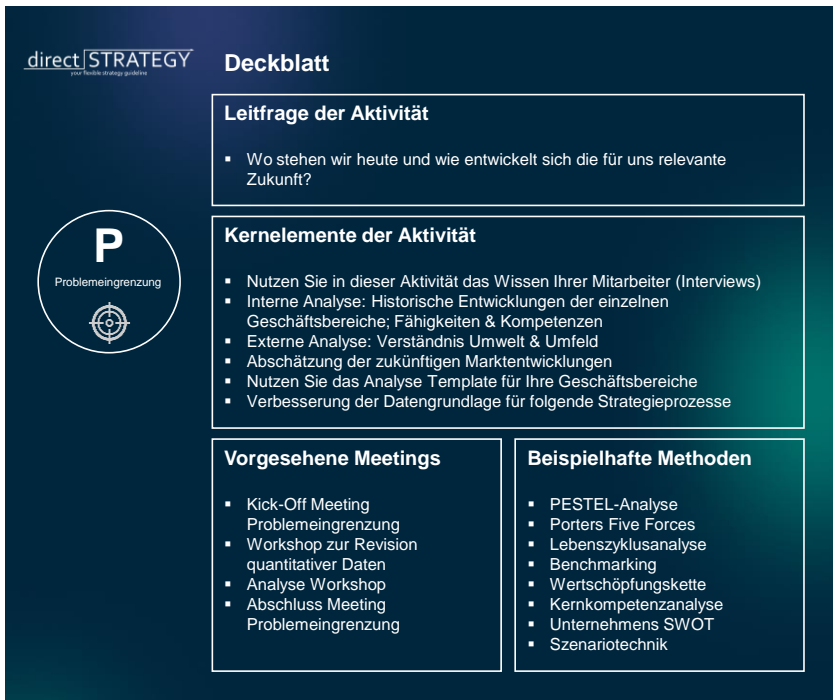 direct STRATEGY
your flexible strategy guideline
Deckblatt
Leitfrage der Aktivität
▪ Wo stehen wir heute und wie entwickelt sich die für uns relevante
Zukunft?
P
Problemeingrenzung
Kernelemente der Aktivität
▪ Nutzen Sie in dieser Aktivität das Wissen Ihrer Mitarbeiter (Interviews)
▪ Interne Analyse: Historische Entwicklungen der einzelnen
Geschäftsbereiche; Fähigkeiten & Kompetenzen
▪ Externe Analyse: Verständnis Umwelt & Umfeld
▪ Abschätzung der zukünftigen Marktentwicklungen
▪ Nutzen Sie das Analyse Template für Ihre Geschäftsbereiche
▪ Verbesserung der Datengrundlage für folgende Strategieprozesse
Vorgesehene Meetings
▪ Kick-Off Meeting
Problemeingrenzung
▪ Workshop zur Revision
quantitativer Daten
▪ Analyse Workshop
▪ Abschluss Meeting
Problemeingrenzung
Beispielhafte Methoden
▪ PESTEL-Analyse
▪ Porters Five Forces
▪ Lebenszyklusanalyse
▪ Benchmarking
▪ Wertschöpfungskette
▪ Kernkompetenzanalyse
▪ Unternehmens SWOT
▪ Szenariotechnik